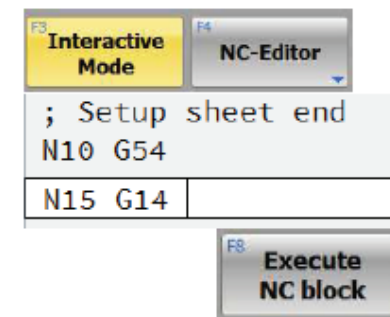 F3 Interactive Mode
F4 NC-Editor
; Setup sheet end
N10 G54
N15 G14
F8 Execute
NC block